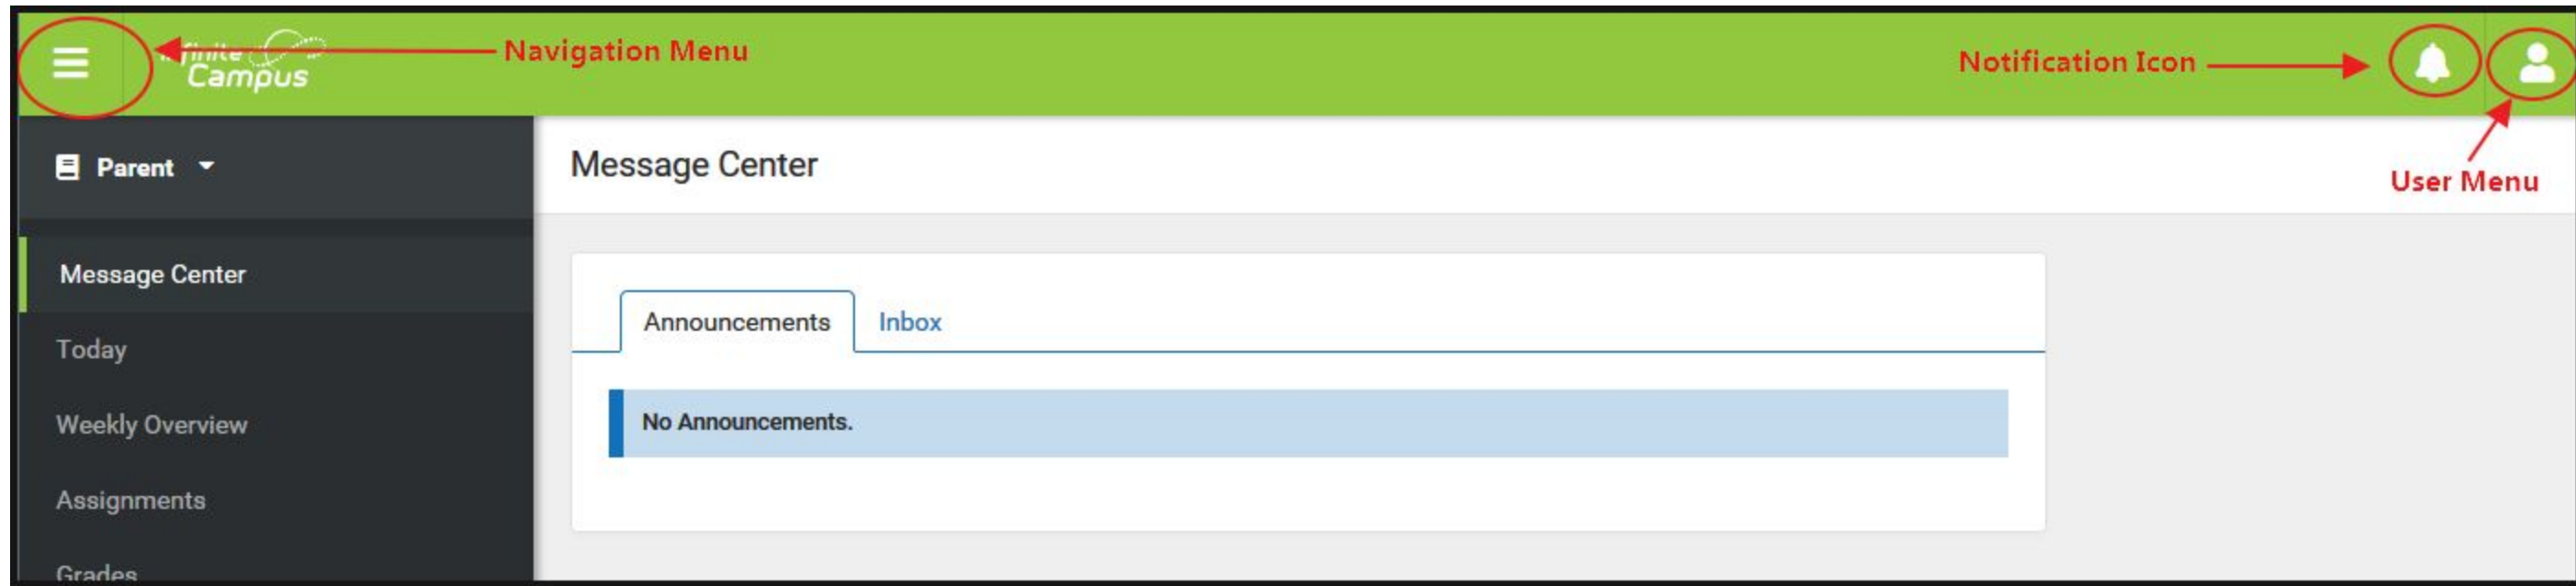 Campus
Navigation Menu
Notification Icon
User Menu
Parent
Message Center
Today
Weekly Overview
Assignments
Grades
Message Center
Announcements
Inbox
No Announcements.